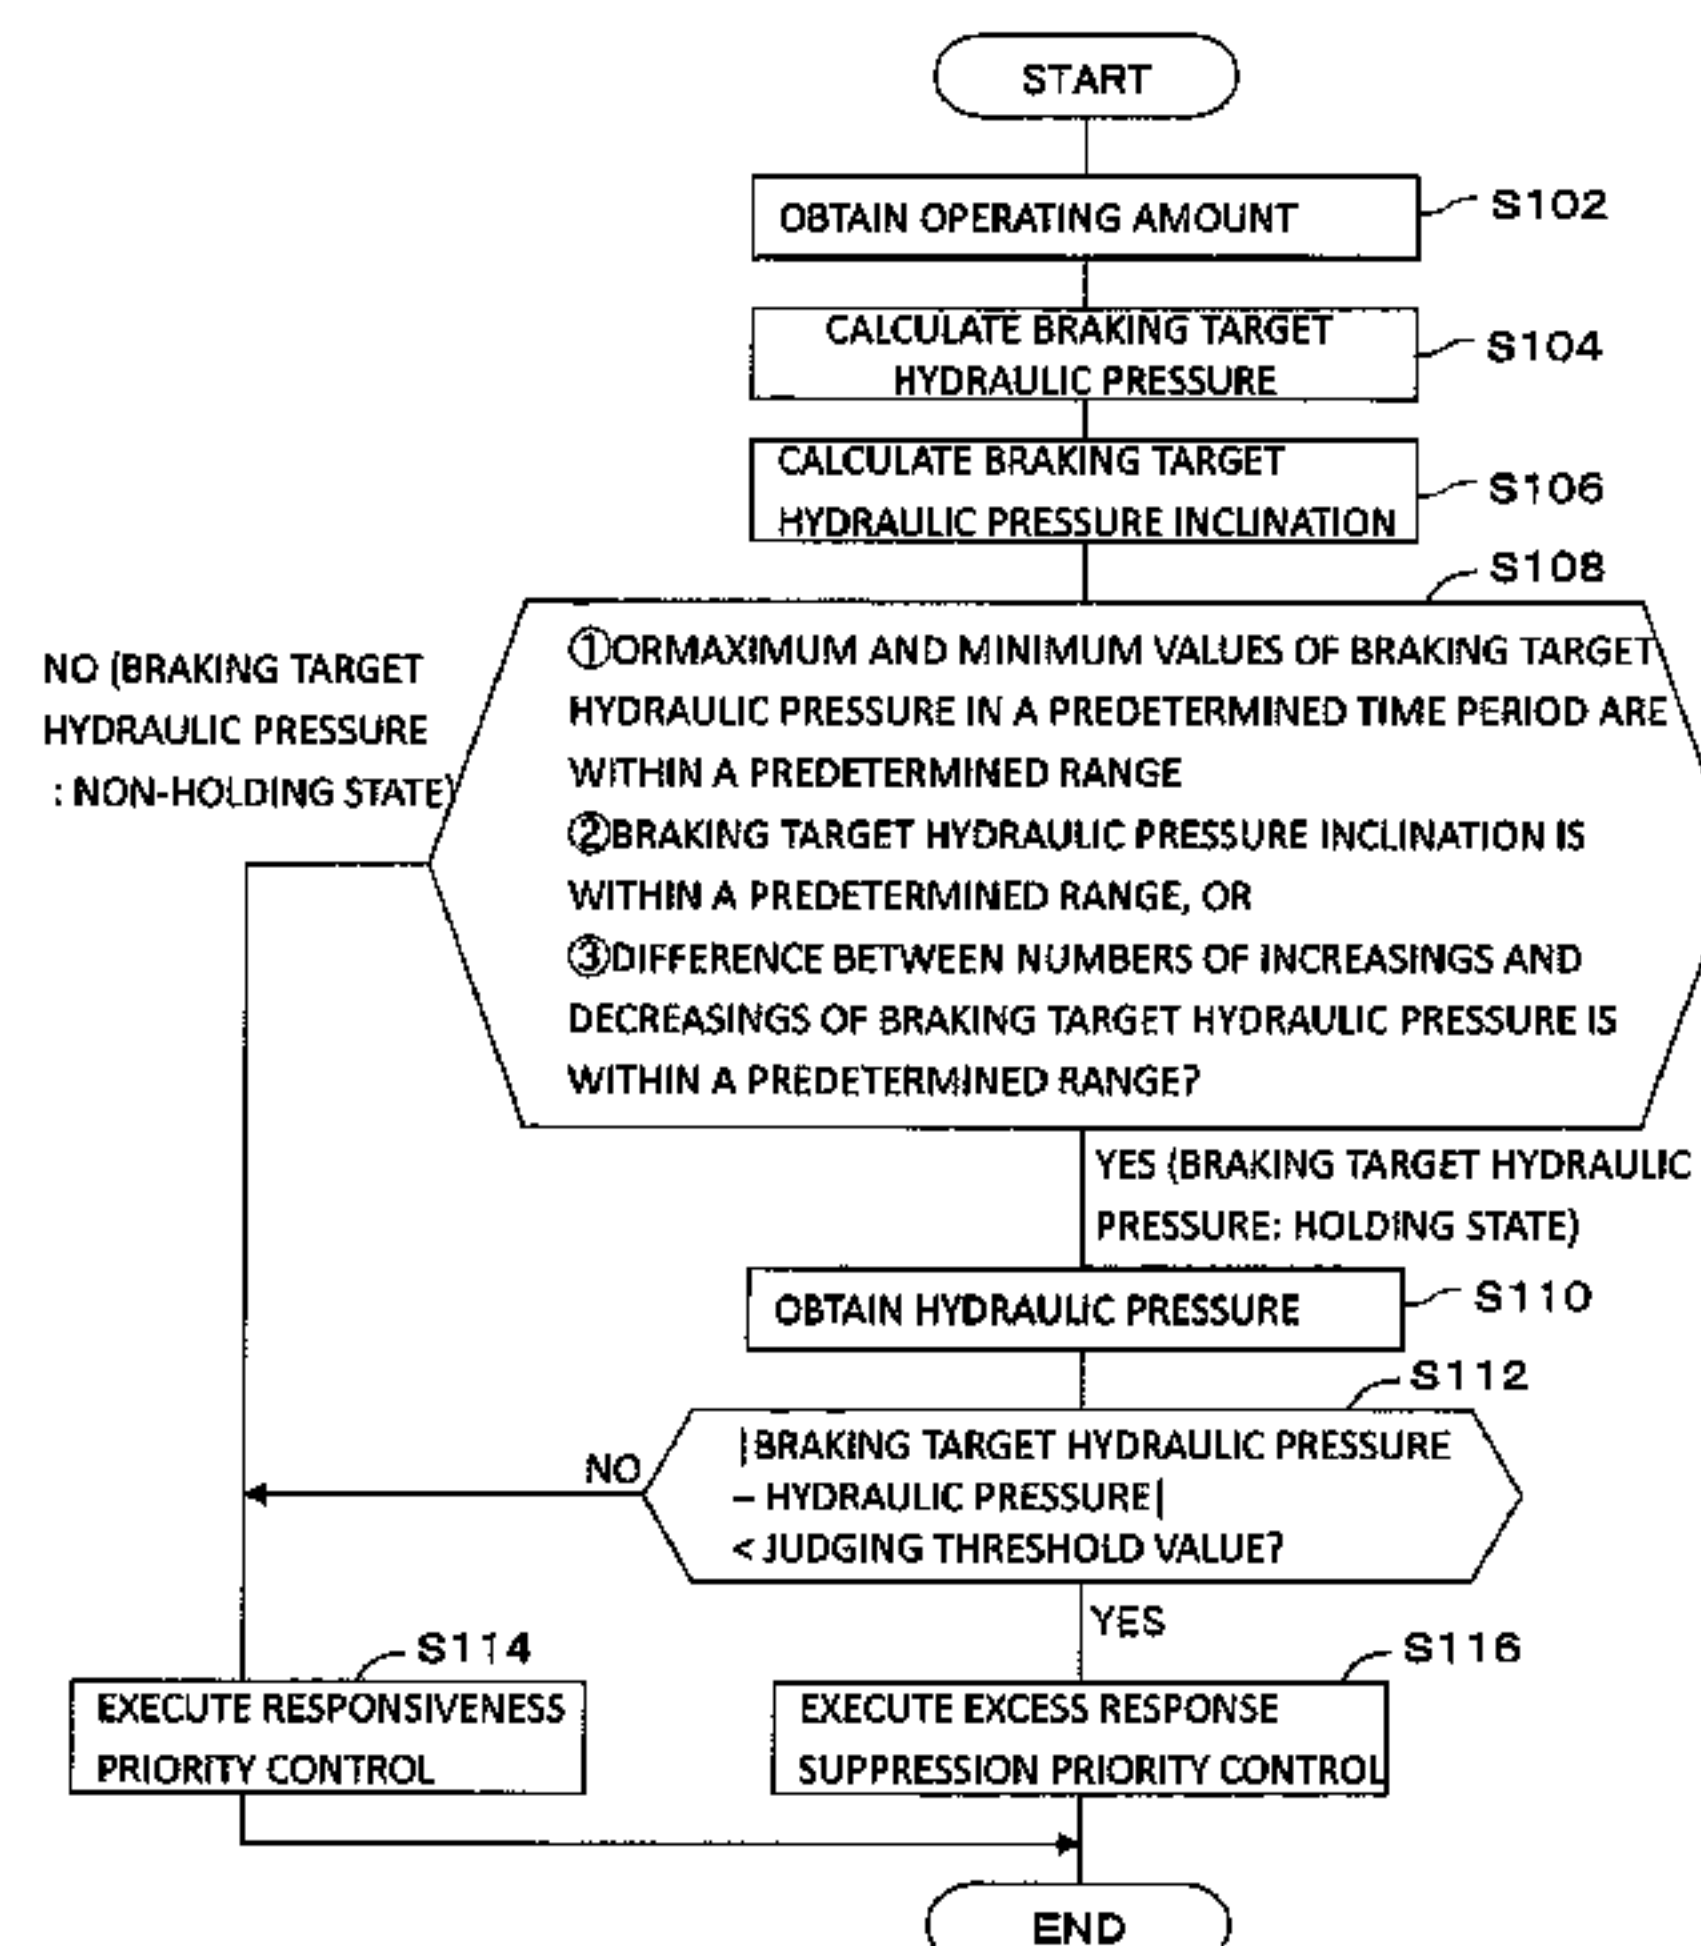 START
OBTAIN OPERATING AMOUNT
S102
CALCULATE BRAKING TARGET
HYDRAULIC PRESSURE
S104
CALCULATE BRAKING TARGET
HYDRAULIC PRESSURE INCLINATION
S106
S108
NO (BRAKING TARGET
HYDRAULIC PRESSURE
: NON-HOLDING STATE)
①ORMAXIMUM AND MINIMUM VALUES OF BRAKING TARGET
HYDRAULIC PRESSURE IN A PREDETERMINED TIME PERIOD ARE
WITHIN A PREDETERMINED RANGE
②BRAKING TARGET HYDRAULIC PRESSURE INCLINATION IS
WITHIN A PREDETERMINED RANGE, OR
③DIFFERENCE BETWEEN NUMBERS OF INCREASINGS AND
DECREASINGS OF BRAKING TARGET HYDRAULIC PRESSURE IS
WITHIN A PREDETERMINED RANGE?
YES (BRAKING TARGET HYDRAULIC
PRESSURE: HOLDING STATE)
OBTAIN HYDRAULIC PRESSURE
S110
S112
|BRAKING TARGET HYDRAULIC PRESSURE
– HYDRAULIC PRESSURE|
< JUDGING THRESHOLD VALUE?
NO
YES
S114
EXECUTE RESPONSIVENESS
PRIORITY CONTROL
S116
EXECUTE EXCESS RESPONSE
SUPPRESSION PRIORITY CONTROL
END